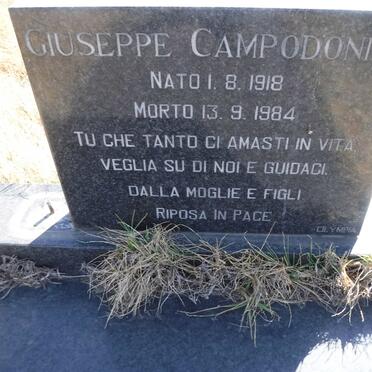 GIUSEPPE CAMPODONI
NATO 1. 8. 1918
MORTO 13. 9. 1984
TU CHE TANTO CI AMASTI IN VITA
VEGLIA SU DI NOI E GUIDACI.
DALLA MOGLIE E FIGLI
RIPOSA IN PACE
OLYMPIA